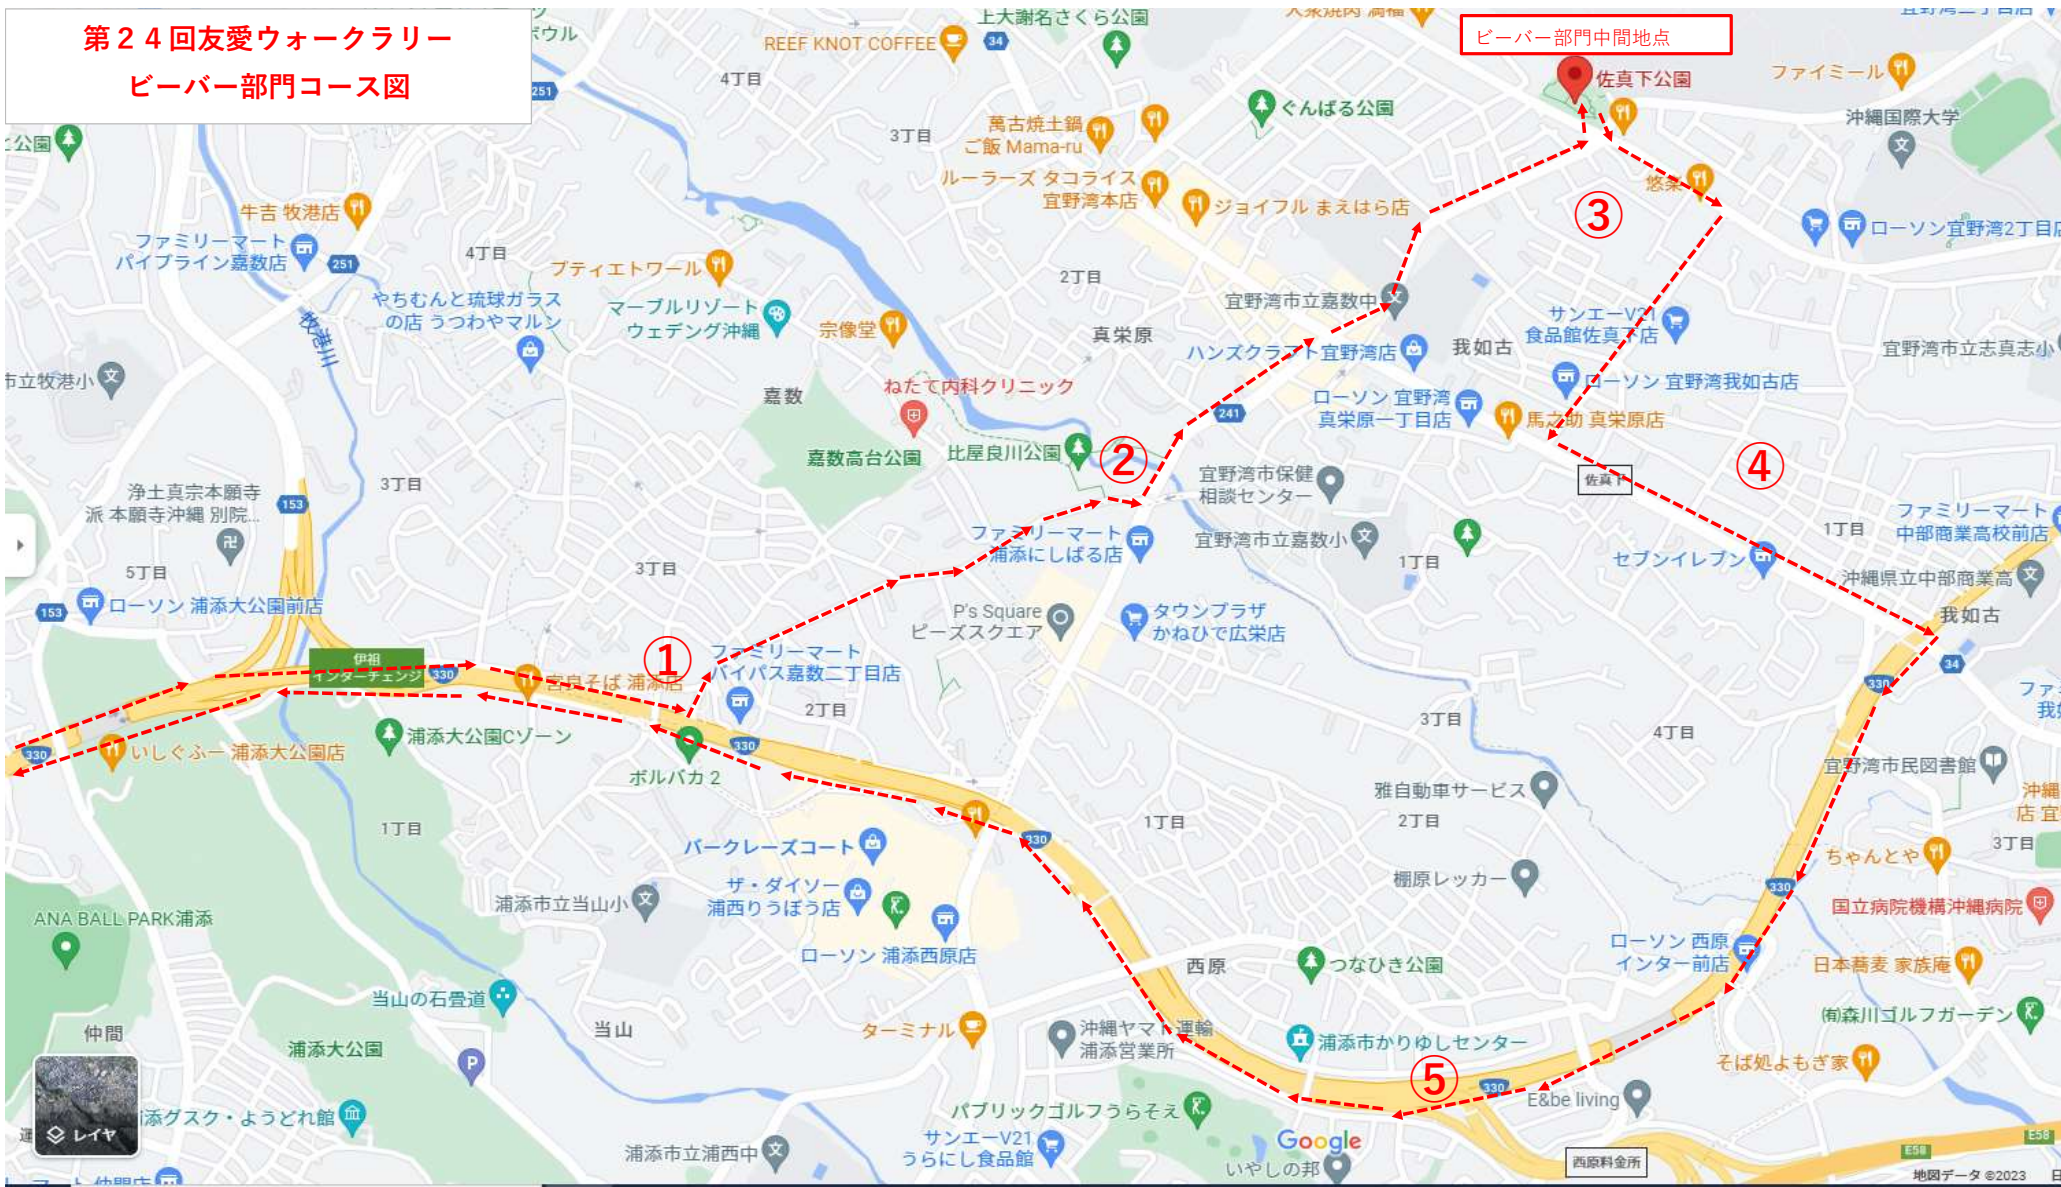 第２４回友愛ウォークラリー
ビーバー部門コース図
ビーバー部門中間地点
ボウル
251
REEF KNOT COFFEE
34
上大謝名さくら公園
佐真下公園
ファイミール
沖縄国際大学
4丁目
3丁目
萬古焼土鍋
ご飯 Mama-ru
ぐんばる公園
ルーラーズ タコライス
宜野湾本店
ジョイフル まえはら店
悠楽
③
ローソン宜野湾2丁目店
牛吉 牧港店
ファミリーマート
パイプライン嘉数店
251
4丁目
プティエトワール
2丁目
やちむんと琉球ガラス
の店 うつわやマルン
マーブルリゾート
ウェデング沖縄
宗像堂
牧港川
真栄原
宜野湾市立嘉数中
サンエーV21
食品館佐真下店
ハンズクラフト宜野湾店
我如古
宜野湾市立志真志小
市立牧港小
嘉数
ねたて内科クリニック
241
ローソン 宜野湾
真栄原一丁目店
ローソン 宜野湾我如古店
馬之助 真栄原店
嘉数高台公園
比屋良川公園
②
④
佐真下
宜野湾市保健
相談センター
浄土真宗本願寺
派 本願寺沖縄 別院...
153
3丁目
ファミリーマート
浦添にしばる店
宜野湾市立嘉数小
1丁目
1丁目
ファミリーマート
中部商業高校前店
セブンイレブン
沖縄県立中部商業高
我如古
5丁目
3丁目
153
ローソン 浦添大公園前店
P's Square
ピーズスクエア
タウンプラザ
かねひで広栄店
伊祖
インターチェンジ
330
①
ファミリーマート
バイパス嘉数二丁目店
34
330
宮良そば 浦添店
2丁目
3丁目
4丁目
330
いしぐふー 浦添大公園店
浦添大公園Cゾーン
330
ボルバカ 2
宜野湾市民図書館
雅自動車サービス
2丁目
1丁目
1丁目
330
3丁目
パークレーズコート
ちゃんとや
ザ・ダイソー
浦西りうぼう店
棚原レッカー
330
浦添市立当山小
国立病院機構沖縄病院
ANA BALL PARK浦添
ローソン 浦添西原店
西原
つなひき公園
ローソン 西原
インター前店
日本蕎麦 家族庵
当山の石畳道
㈲森川ゴルフガーデン
仲間
当山
ターミナル
沖縄ヤマト運輸
浦添営業所
浦添市かりゆしセンター
浦添大公園
P
そば処よもぎ家
⑤
330
E&be living
レイヤ
添グスク・ようどれ館
パブリックゴルフうらそえ
サンエーV21
うらにし食品館
浦添市立浦西中
Google
いやしの邦
西原料金所
E58
E58
地図データ ©2023